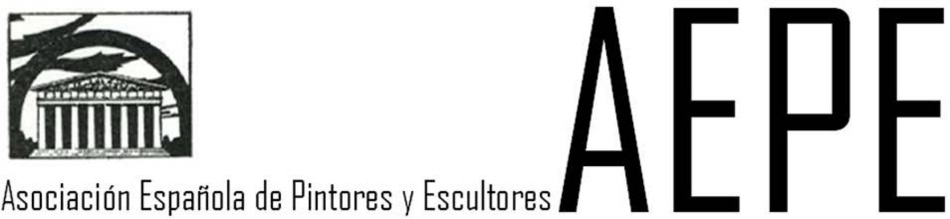 Asociación Española de Pintores y Escultores
AEPE